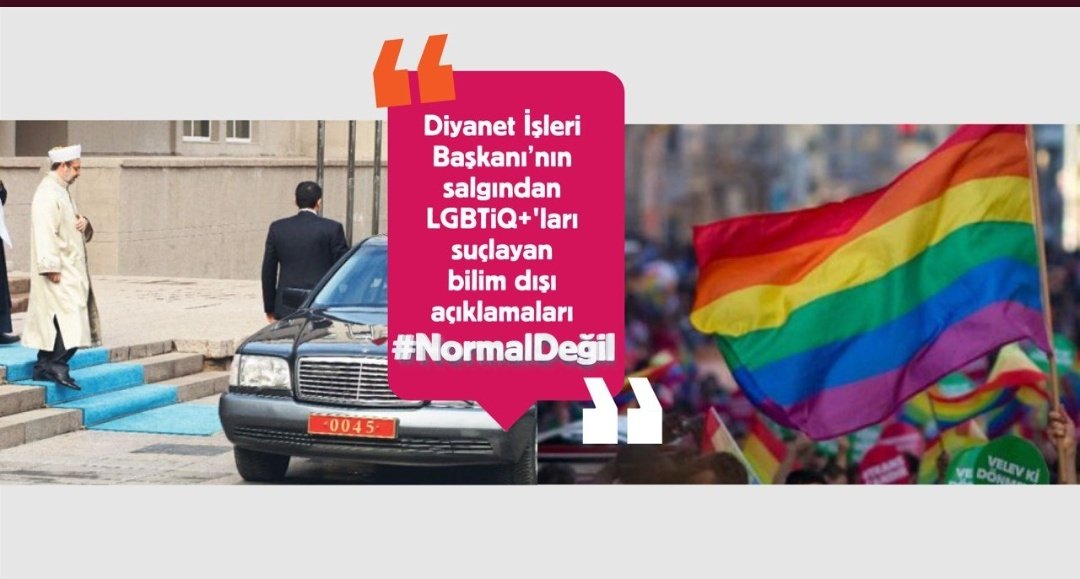 Diyanet İşleri
Başkanı'nın
salgından
LGBTiQ+'ları
suçlayan
bilim dışı
açıklamaları
#NormalDeğil
0045
VELEV Kİ